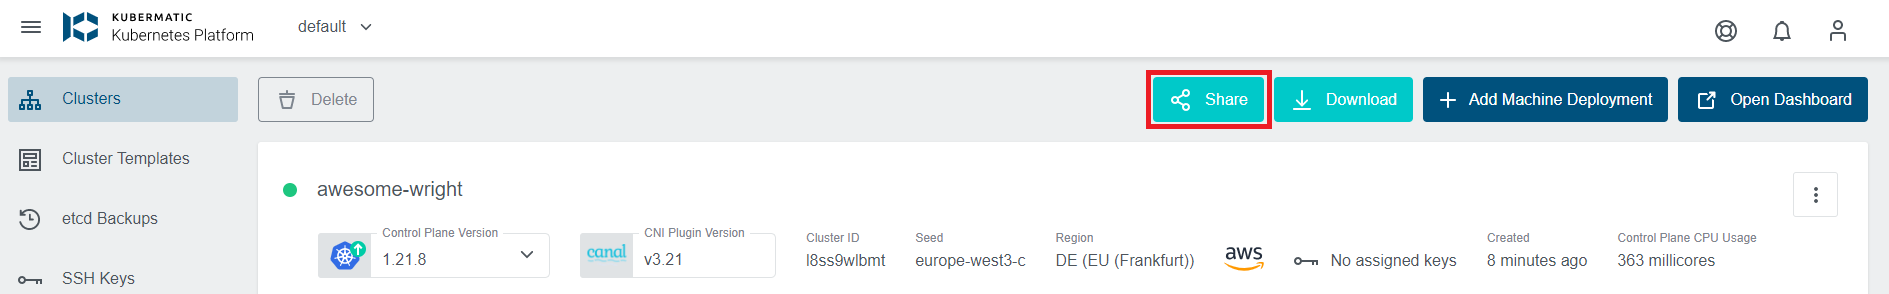 KUBERMATIC
Kubernetes Platform
default
Clusters
Delete
Share
Download
Add Machine Deployment
Open Dashboard
Cluster Templates
awesome-wright
etcd Backups
Control Plane Version
1.21.8
canal
CNI Plugin Version
v3.21
Cluster ID
l8ss9wlbmt
Seed
europe-west3-c
Region
DE (EU (Frankfurt))
aws
No assigned keys
Created
8 minutes ago
Control Plane CPU Usage
363 millicores
SSH Keys